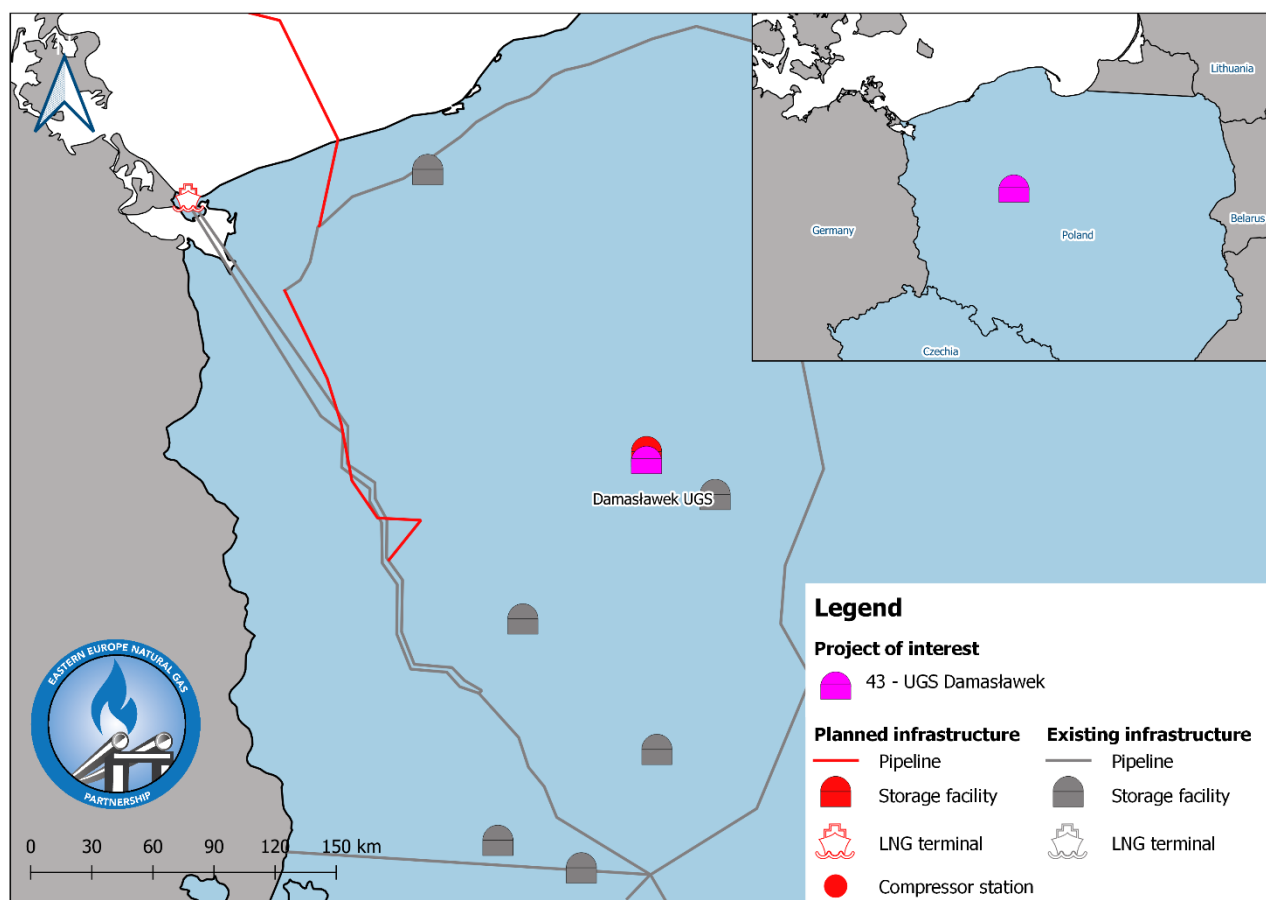 Lithuania
Belarus
Germany
Poland
Czechia
Damasławek UGS
EASTERN EUROPE NATURAL GAS
PARTNERSHIP
0 30 60 90 120 150 km
Legend
Project of interest
43 - UGS Damasławek
Planned infrastructure
Pipeline
Storage facility
LNG terminal
Compressor station
Existing infrastructure
Pipeline
Storage facility
LNG terminal